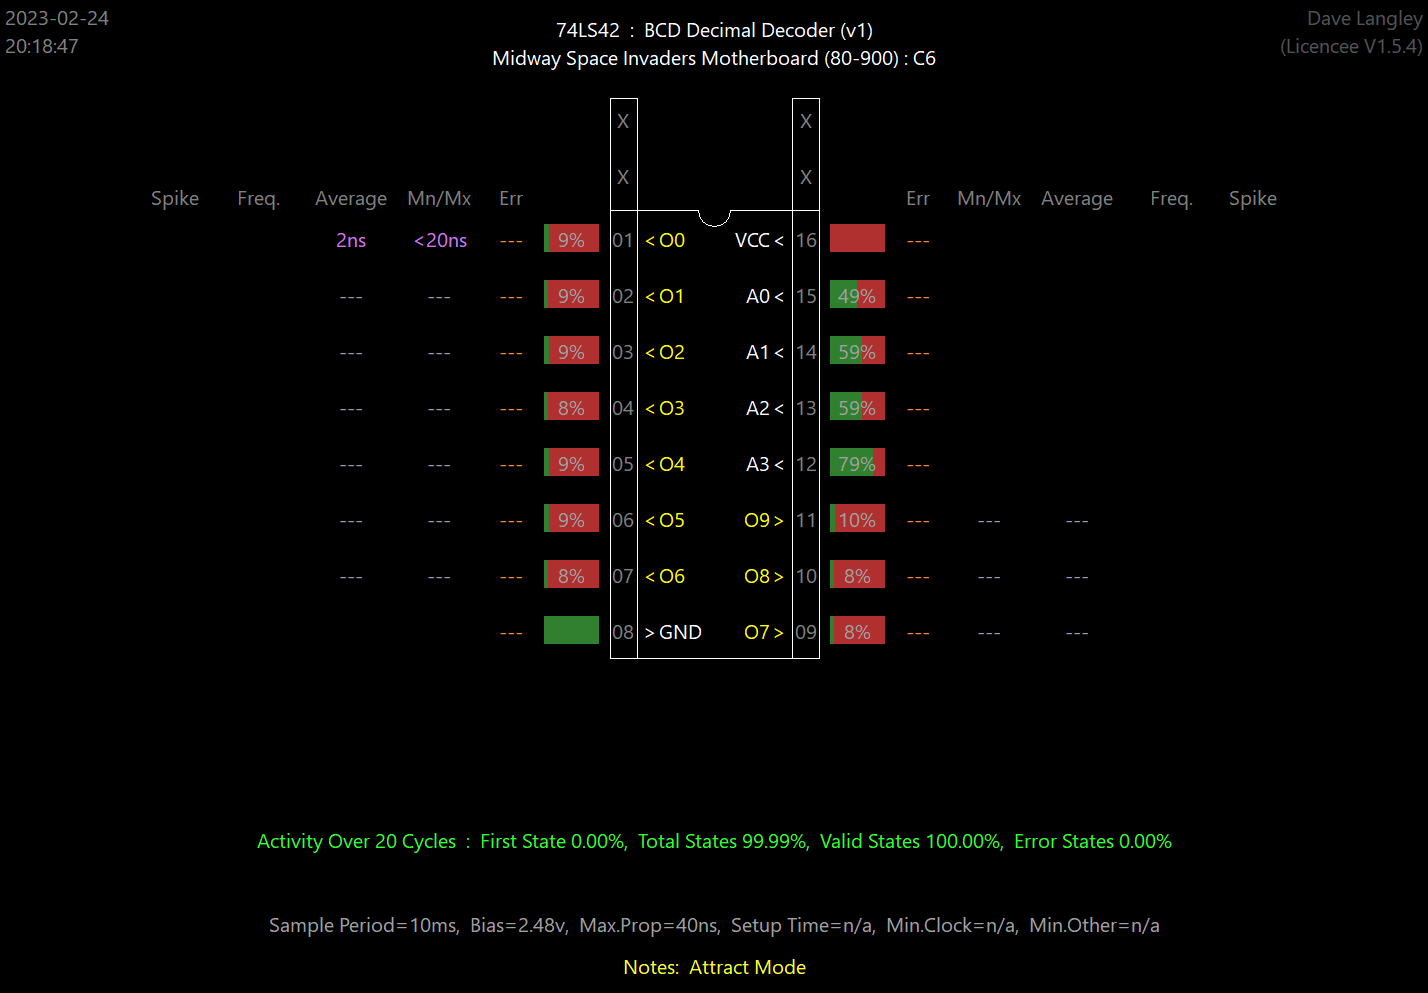 2023-02-24
20:18:47
74LS42 : BCD Decimal Decoder (v1)
Midway Space Invaders Motherboard (80-900) : C6
Dave Langley
(Licencee V1.5.4)
X X
X X
Spike Freq. Average Mn/Mx Err Err Mn/Mx Average Freq. Spike
2ns <20ns --- 9% 01 <O0 VCC< 16 ---
--- --- --- 9% 02 <O1 A0< 15 49% ---
--- --- --- 9% 03 <O2 A1< 14 59% ---
--- --- --- 8% 04 <O3 A2< 13 59% ---
--- --- --- 9% 05 <O4 A3< 12 79% ---
--- --- --- 9% 06 <O5 O9> 11 10% --- --- ---
--- --- --- 8% 07 <O6 O8> 10 8% --- --- ---
--- 08 >GND O7> 09 8% --- --- ---
Activity Over 20 Cycles : First State 0.00%, Total States 99.99%, Valid States 100.00%, Error States 0.00%
Sample Period=10ms, Bias=2.48v, Max.Prop=40ns, Setup Time=n/a, Min.Clock=n/a, Min.Other=n/a
Notes: Attract Mode